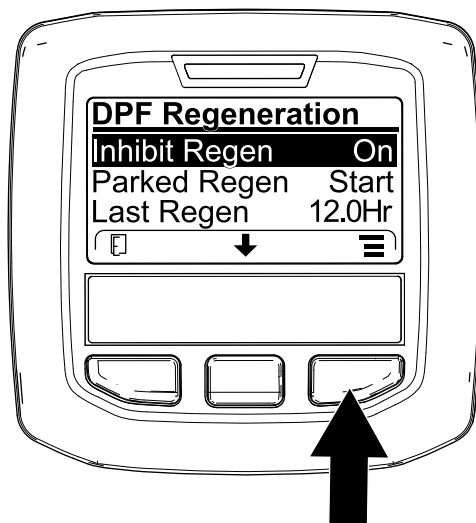 DPF Regeneration
Inhibit Regen On
Parked Regen Start
Last Regen 12.0Hr